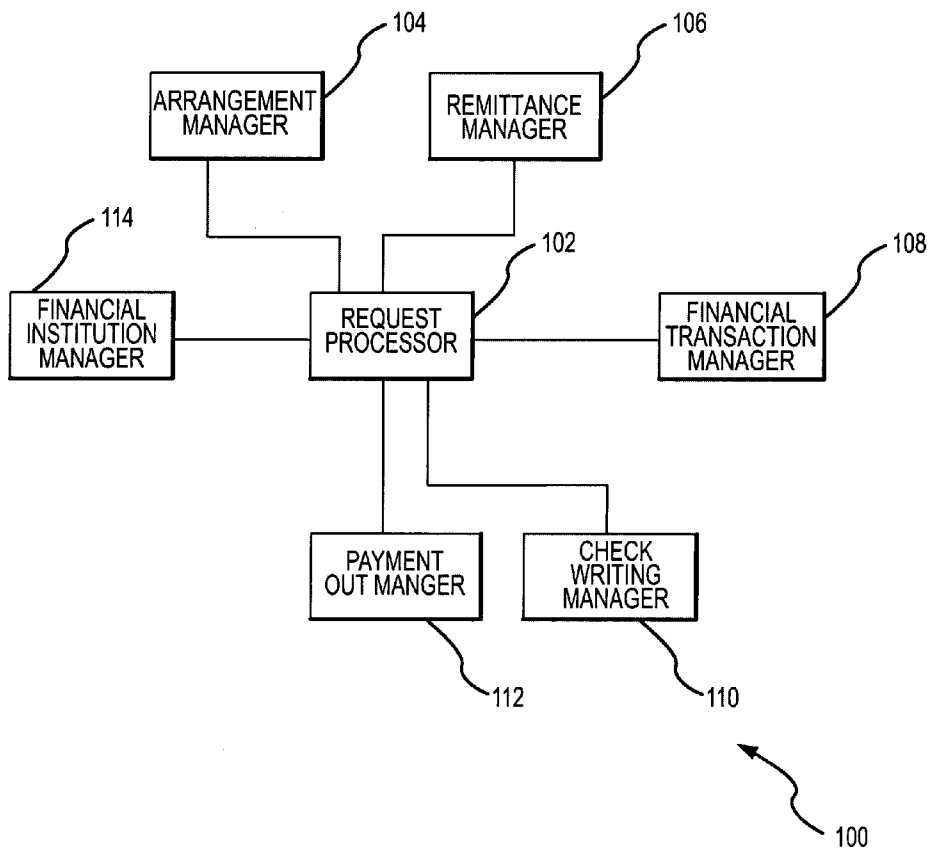 104
106
ARRANGEMENT
MANAGER
REMITTANCE
MANAGER
114
102
108
FINANCIAL
INSTITUTION
MANAGER
REQUEST
PROCESSOR
FINANCIAL
TRANSACTION
MANAGER
PAYMENT
OUT MANGER
CHECK
WRITING
MANAGER
112
110
100